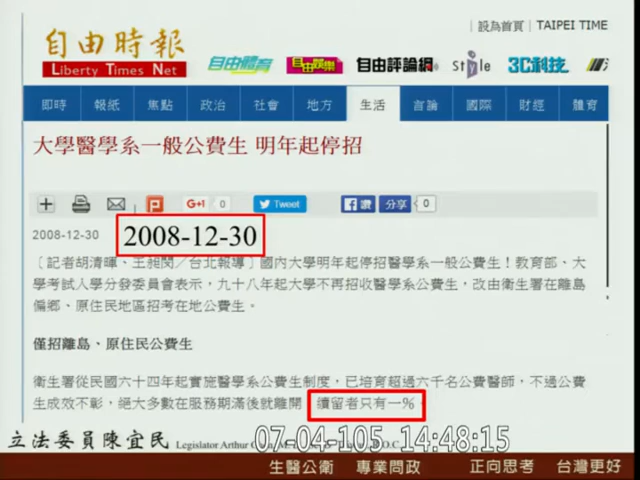 設為首頁 | TAIPEI TIME
自由時報
Liberty Times Net
自由體育 自由娛樂 自由評論網 Style 3C科技
即時 報紙 焦點 政治 社會 地方 生活 言論 國際 財經 體育
大學醫學系一般公費生 明年起停招
G+1 0 Tweet 讚 分享 0
2008-12-30 2008-12-30
〔記者胡清暉、王昶閔／台北報導〕國內大學明年起停招醫學系一般公費生！教育部、大
學考試入學分發委員會表示，九十八年起大學不再招收醫學系公費生，改由衛生署在離島
偏鄉、原住民地區招考在地公費生。
僅招離島、原住民公費生
衛生署從民國六十四年起實施醫學系公費生制度，已培育超過六千名公費醫師，不過公費
生成效不彰，絕大多數在服務期滿後就離開 續留者只有一％
立法委員陳宜民 Legislator Arthur
07-04-105 14:48:15
生醫公衛 專業問政 正向思考 台灣更好